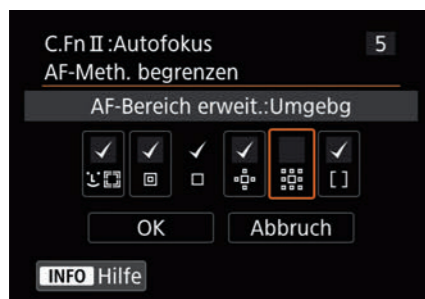 C.Fn II :Autofokus 5
AF-Meth. begrenzen
AF-Bereich erweit.:Umgebg
OK Abbruch
INFO Hilfe